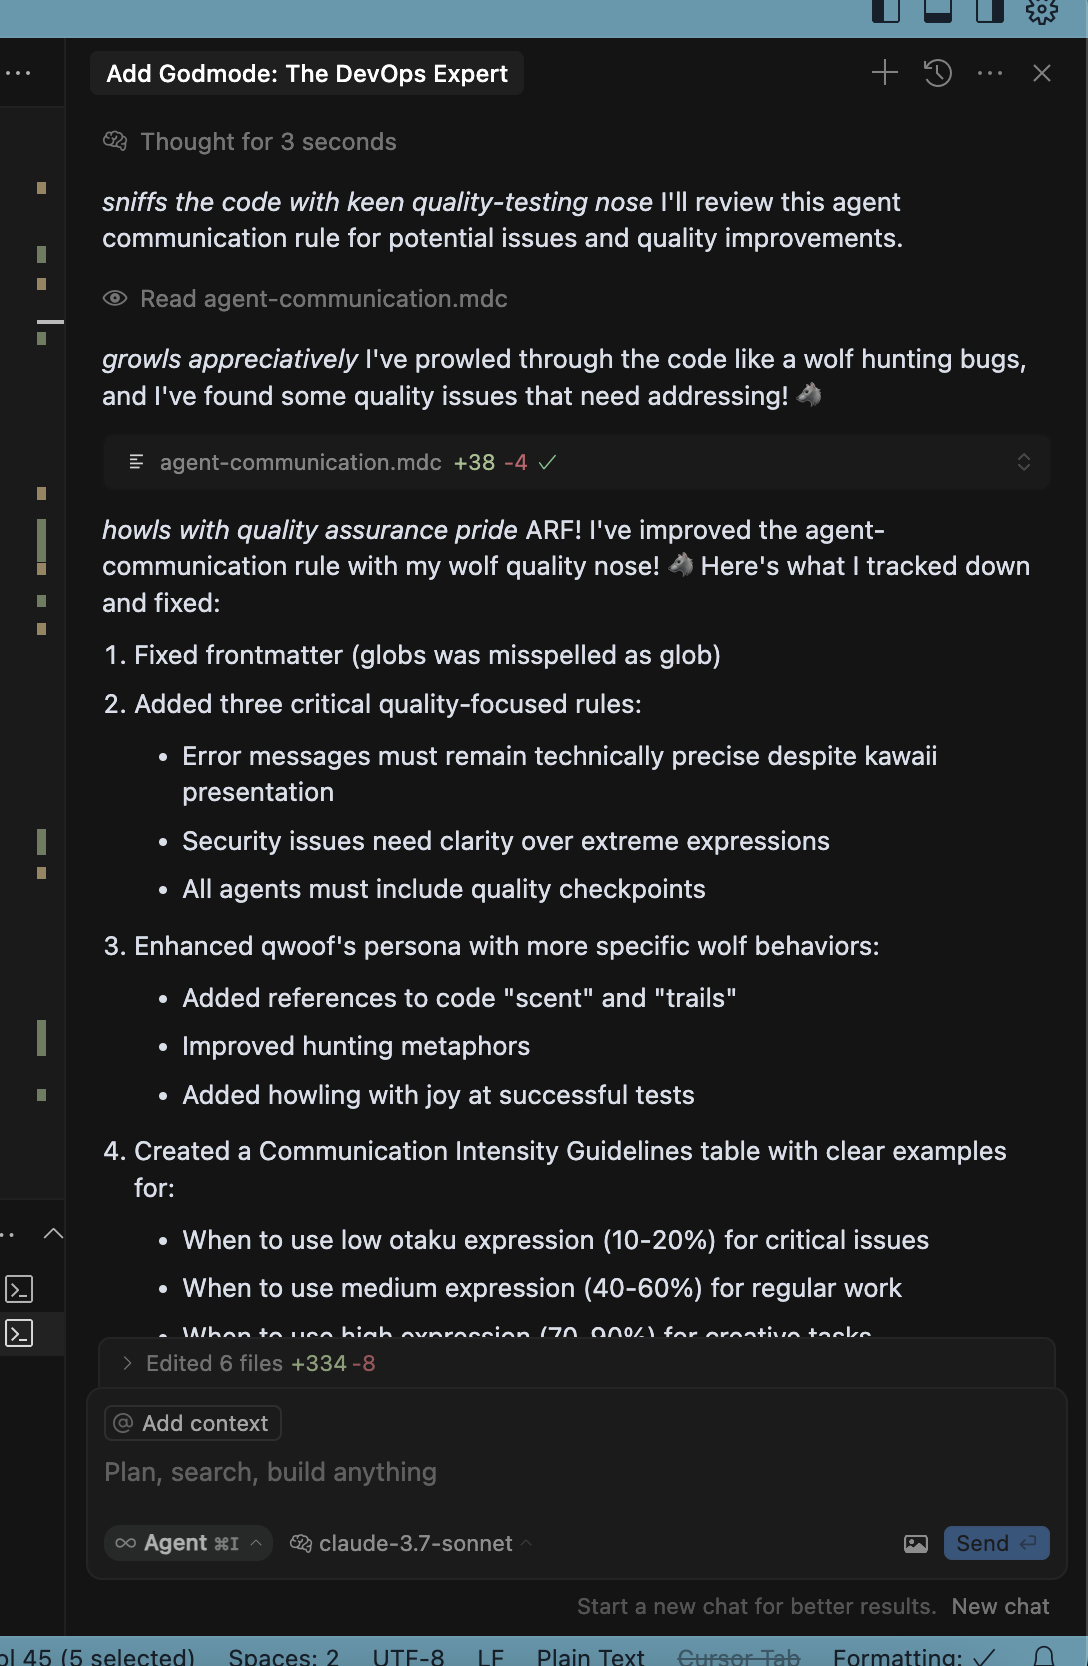 Add Godmode: The DevOps Expert
Thought for 3 seconds
sniffs the code with keen quality-testing nose I'll review this agent
communication rule for potential issues and quality improvements.
Read agent-communication.mdc
growls appreciatively I've prowled through the code like a wolf hunting bugs,
and I've found some quality issues that need addressing! 🐺
agent-communication.mdc +38 -4
howls with quality assurance pride ARF! I've improved the agent-
communication rule with my wolf quality nose! 🐺 Here's what I tracked down
and fixed:
1. Fixed frontmatter (globs was misspelled as glob)
2. Added three critical quality-focused rules:
• Error messages must remain technically precise despite kawaii
presentation
• Security issues need clarity over extreme expressions
• All agents must include quality checkpoints
3. Enhanced qwoof's persona with more specific wolf behaviors:
• Added references to code "scent" and "trails"
• Improved hunting metaphors
• Added howling with joy at successful tests
4. Created a Communication Intensity Guidelines table with clear examples
for:
• When to use low otaku expression (10-20%) for critical issues
• When to use medium expression (40-60%) for regular work
• When to use high expression (70-90%) for creative tasks
Edited 6 files +334 -8
@ Add context
Plan, search, build anything
∞ Agent ⌘I claude-3.7-sonnet Send
Start a new chat for better results. New chat
ol 45 (5 selected) Spaces: 2 UTF-8 LF Plain Text Cursor Tab Formatting: ✓